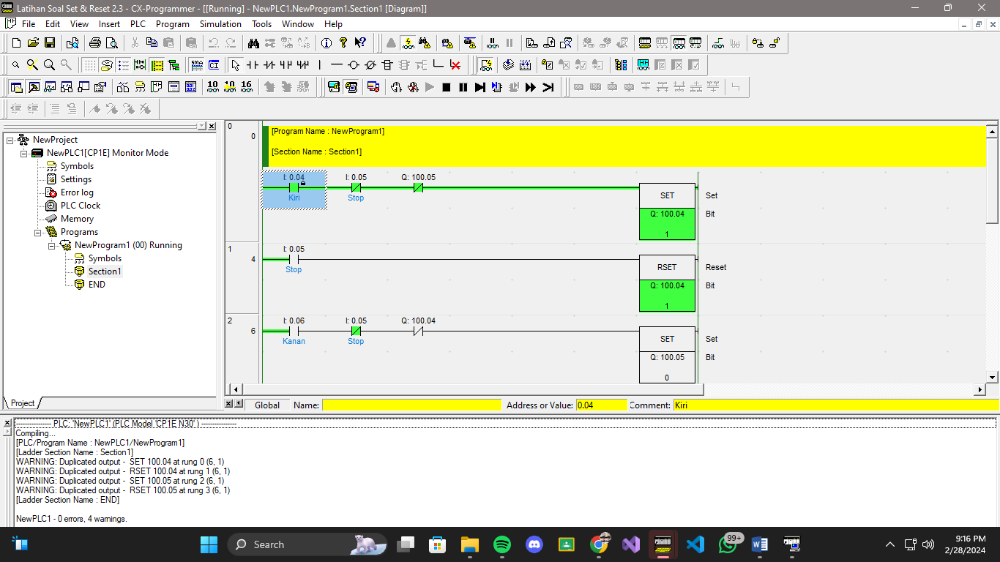 Latihan Soal Set & Reset 2.3 - CX-Programmer - [[Running] - NewPLC1.NewProgram1.Section1 [Diagram]]
File Edit View Insert PLC Program Simulation Tools Window Help
SMA CI
10 10 16
NewProject
NewPLC1[CP1E] Monitor Mode
Symbols
Settings
Error log
PLC Clock
Memory
Programs
NewProgram1 (00) Running
Symbols
Section1
END
Project
0
0
[Program Name : NewProgram1]
[Section Name : Section1]
I: 0.04 I: 0.05 Q: 100.05
Kiri Stop
SET Set
Q: 100.04 Bit
1
1
4
I: 0.05
Stop
RSET Reset
Q: 100.04 Bit
1
2
6
I: 0.06 I: 0.05 Q: 100.04
Kanan Stop
SET Set
Q: 100.05 Bit
0
Global Name: Address or Value: 0.04 Comment: Kiri
---------------- PLC: 'NewPLC1' (PLC Model 'CP1E N30' ) ----------------
Compiling...
[PLC/Program Name : NewPLC1/NewProgram1]
[Ladder Section Name : Section1]
WARNING: Duplicated output - SET 100.04 at rung 0 (6, 1)
WARNING: Duplicated output - RSET 100.04 at rung 1 (6, 1)
WARNING: Duplicated output - SET 100.05 at rung 2 (6, 1)
WARNING: Duplicated output - RSET 100.05 at rung 3 (6, 1)
[Ladder Section Name : END]
NewPLC1 - 0 errors, 4 warnings.
Search
99+
9:16 PM
2/28/2024